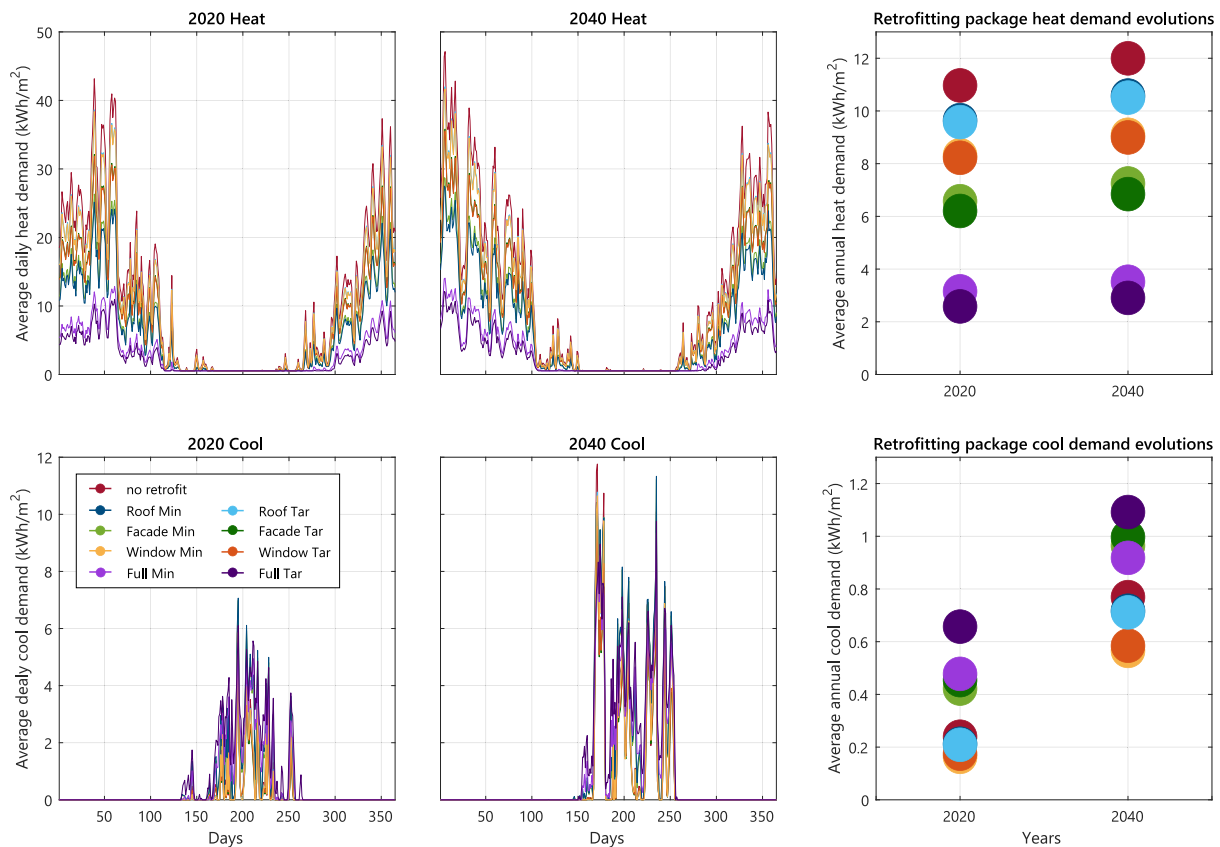 2020 Heat
2040 Heat
Retrofitting package heat demand evolutions
Average daily heat demand (kWh/m²)
50
40
30
20
10
0
Average annual heat demand (kWh/m²)
12
10
8
6
4
2
0
2020 2040
2020 Cool
2040 Cool
Retrofitting package cool demand evolutions
Average dealy cool demand (kWh/m²)
12
10
8
6
4
2
0
no retrofit
Roof Min Roof Tar
Facade Min Facade Tar
Window Min Window Tar
Full Min Full Tar
50 100 150 200 250 300 350
Days
50 100 150 200 250 300 350
Days
Average annual cool demand (kWh/m²)
1.2
1
0.8
0.6
0.4
0.2
0
2020 2040
Years